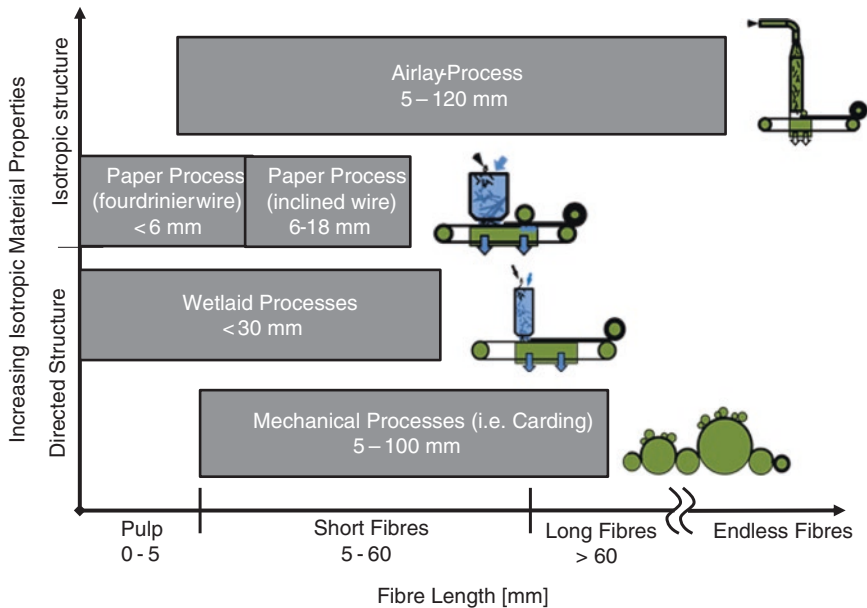 Increasing Isotropic Material Properties
Isotropic structure
Directed Structure
Airlay-Process
5 – 120 mm
Paper Process
(fourdrinierwire)
< 6 mm
Paper Process
(inclined wire)
6-18 mm
Wetlaid Processes
< 30 mm
Mechanical Processes (i.e. Carding)
5 – 100 mm
Pulp
0 - 5
Short Fibres
5 - 60
Long Fibres
> 60
Endless Fibres
Fibre Length [mm]